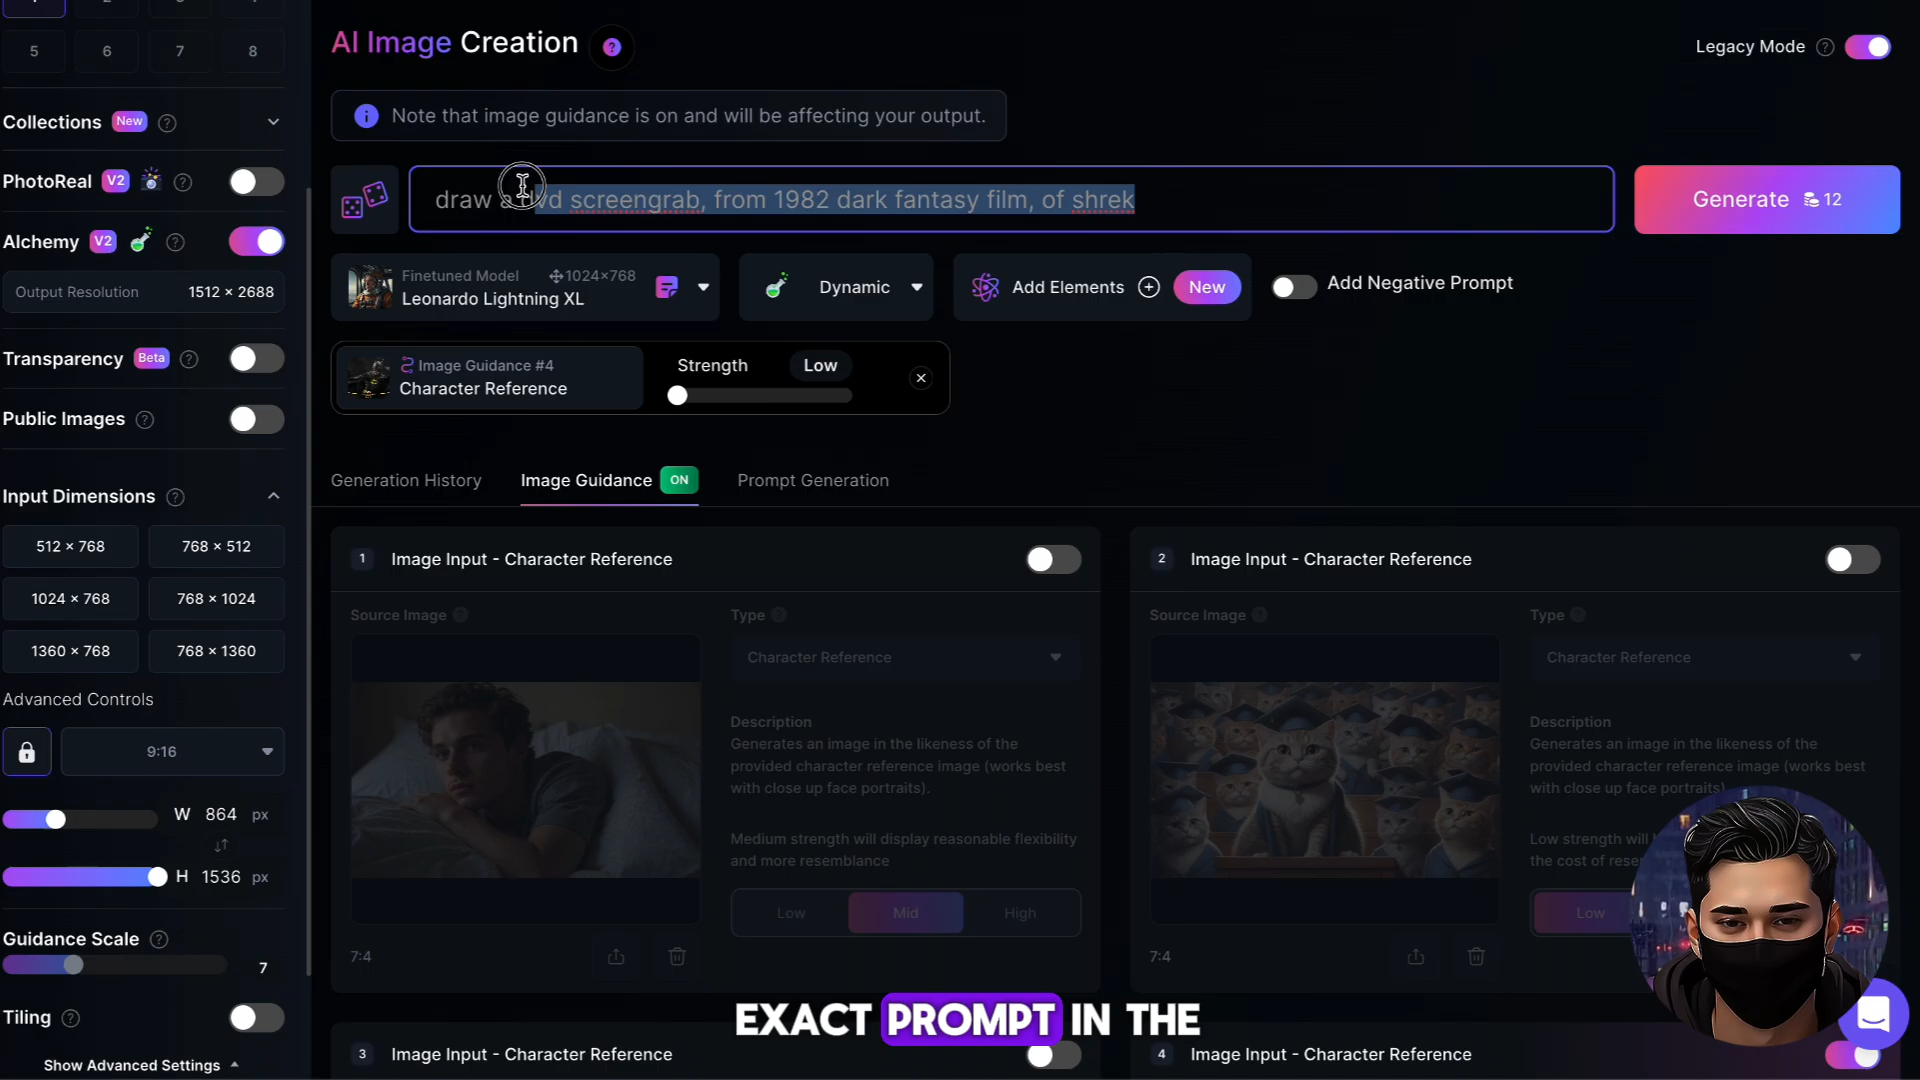 5 6 7 8
Collections New ?
PhotoReal V2 ?
Alchemy V2 ?
Output Resolution 1512 × 2688
Transparency Beta ?
Public Images ?
Input Dimensions ?
512 × 768 768 × 512
1024 × 768 768 × 1024
1360 × 768 768 × 1360
Advanced Controls
9:16
W 864 px
H 1536 px
Guidance Scale ?
7
Tiling ?
Show Advanced Settings
AI Image Creation ?
Legacy Mode ?
Note that image guidance is on and will be affecting your output.
draw a dvd screengrab, from 1982 dark fantasy film, of shrek
Generate 12
Finetuned Model 1024×768
Leonardo Lightning XL
Dynamic
Add Elements New
Add Negative Prompt
Image Guidance #4
Character Reference
Strength Low
Generation History Image Guidance ON Prompt Generation
1 Image Input - Character Reference
Source Image
Type
Character Reference
Description
Generates an image in the likeness of the
provided character reference image (works best
with close up face portraits).
Medium strength will display reasonable flexibility
and more resemblance
Low Mid High
7:4
2 Image Input - Character Reference
Source Image
Type
Character Reference
Description
Generates an image in the likeness of the
provided character reference image (works best
with close up face portraits)
Low strength will
the cost of
Low
7:4
3 Image Input - Character Reference
4 Image Input - Character Reference
EXACT PROMPT IN THE